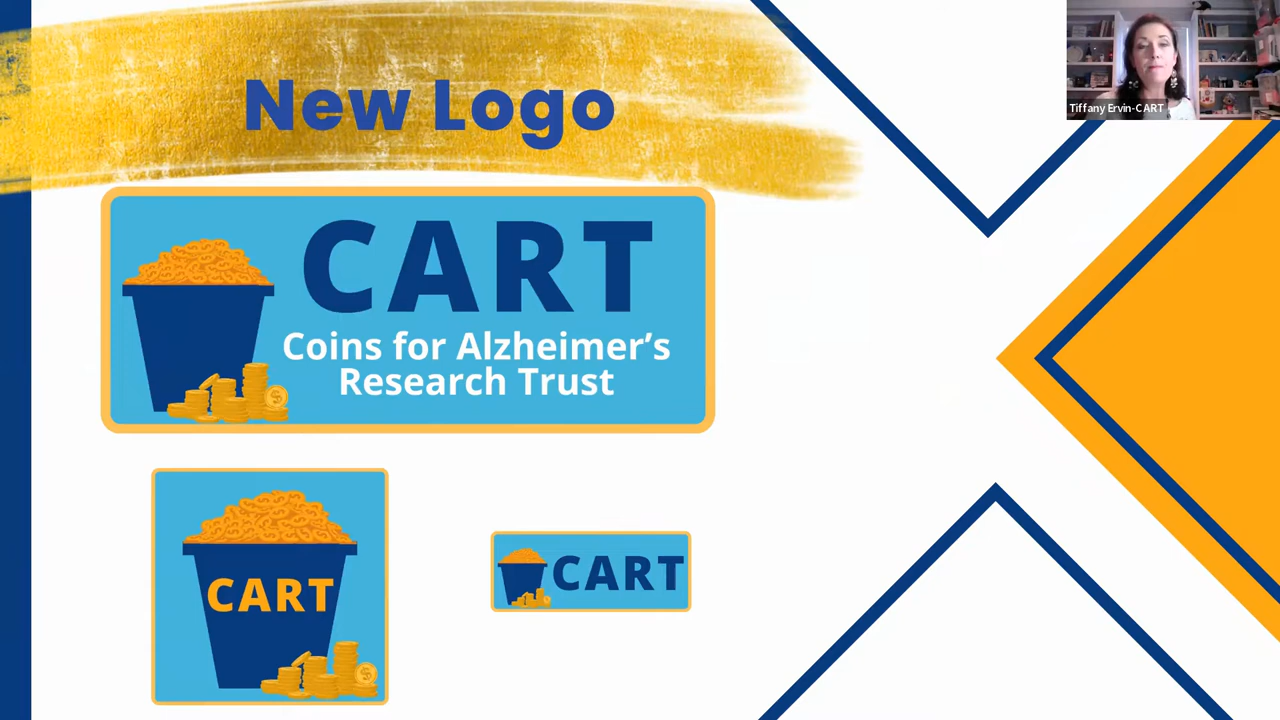 New Logo
Tiffany Ervin-CART
CART
Coins for Alzheimer's
Research Trust
CART
CART